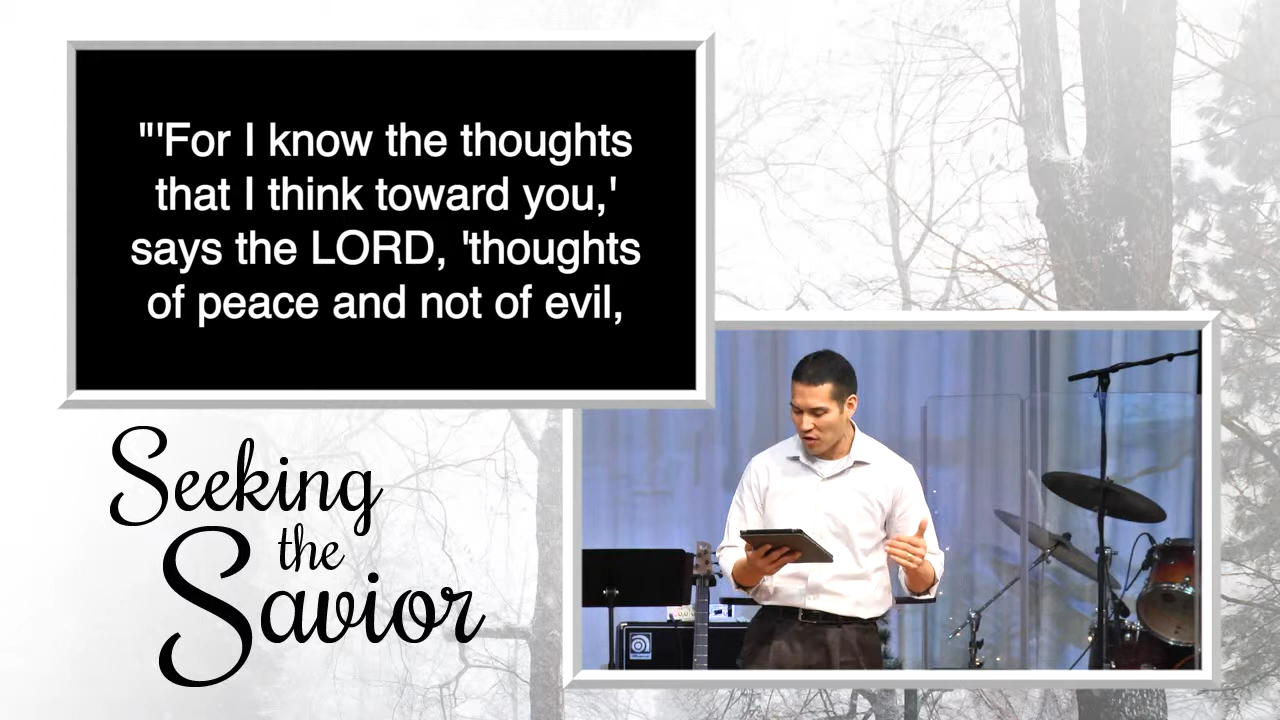 "'For I know the thoughts
that I think toward you,'
says the LORD, 'thoughts
of peace and not of evil,
Seeking
the
Savior